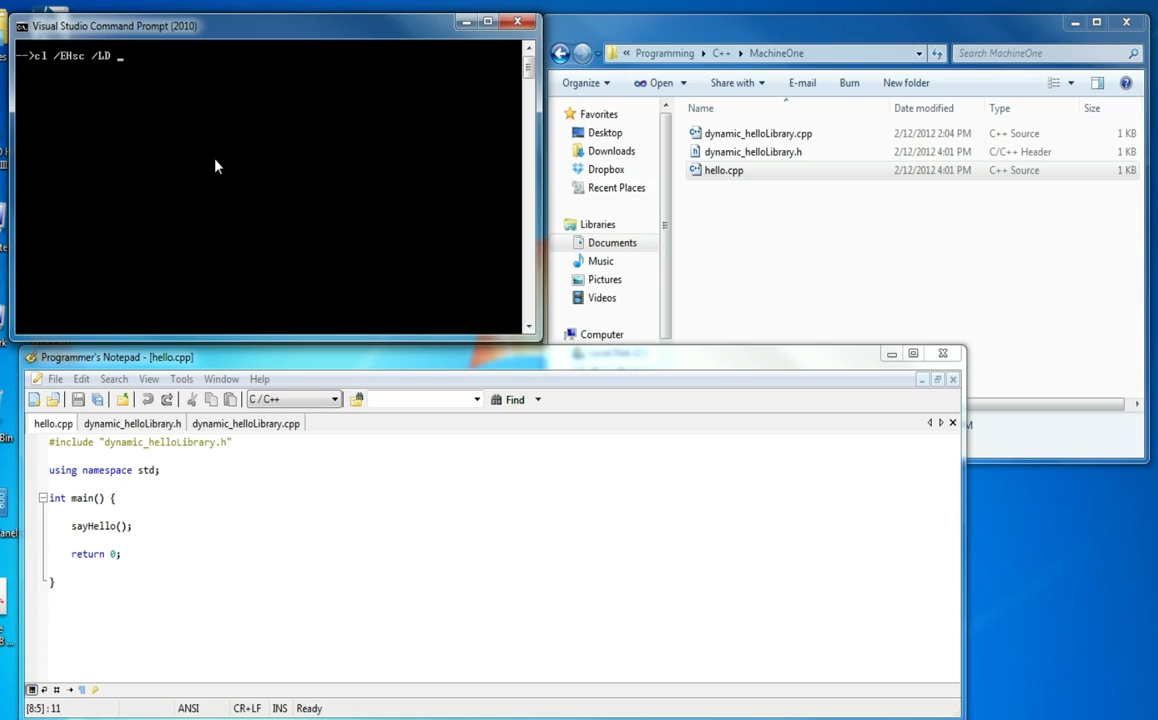 Visual Studio Command Prompt (2010)
-->cl /EHsc /LD _
« Programming C++ MachineOne
Search MachineOne
Organize Open Share with E-mail Burn New folder
Name Date modified Type Size
dynamic_helloLibrary.cpp 2/12/2012 2:04 PM C++ Source 1 KB
dynamic_helloLibrary.h 2/12/2012 4:01 PM C/C++ Header 1 KB
hello.cpp 2/12/2012 4:01 PM C++ Source 1 KB
Favorites
Desktop
Downloads
Dropbox
Recent Places
Libraries
Documents
Music
Pictures
Videos
Computer
Programmer's Notepad - [hello.cpp]
File Edit Search View Tools Window Help
C / C++ Find
hello.cpp dynamic_helloLibrary.h dynamic_helloLibrary.cpp
#include "dynamic_helloLibrary.h"
using namespace std;
int main() {
sayHello();
return 0;
}
[8:5] : 11 ANSI CR+LF INS Ready
Bin